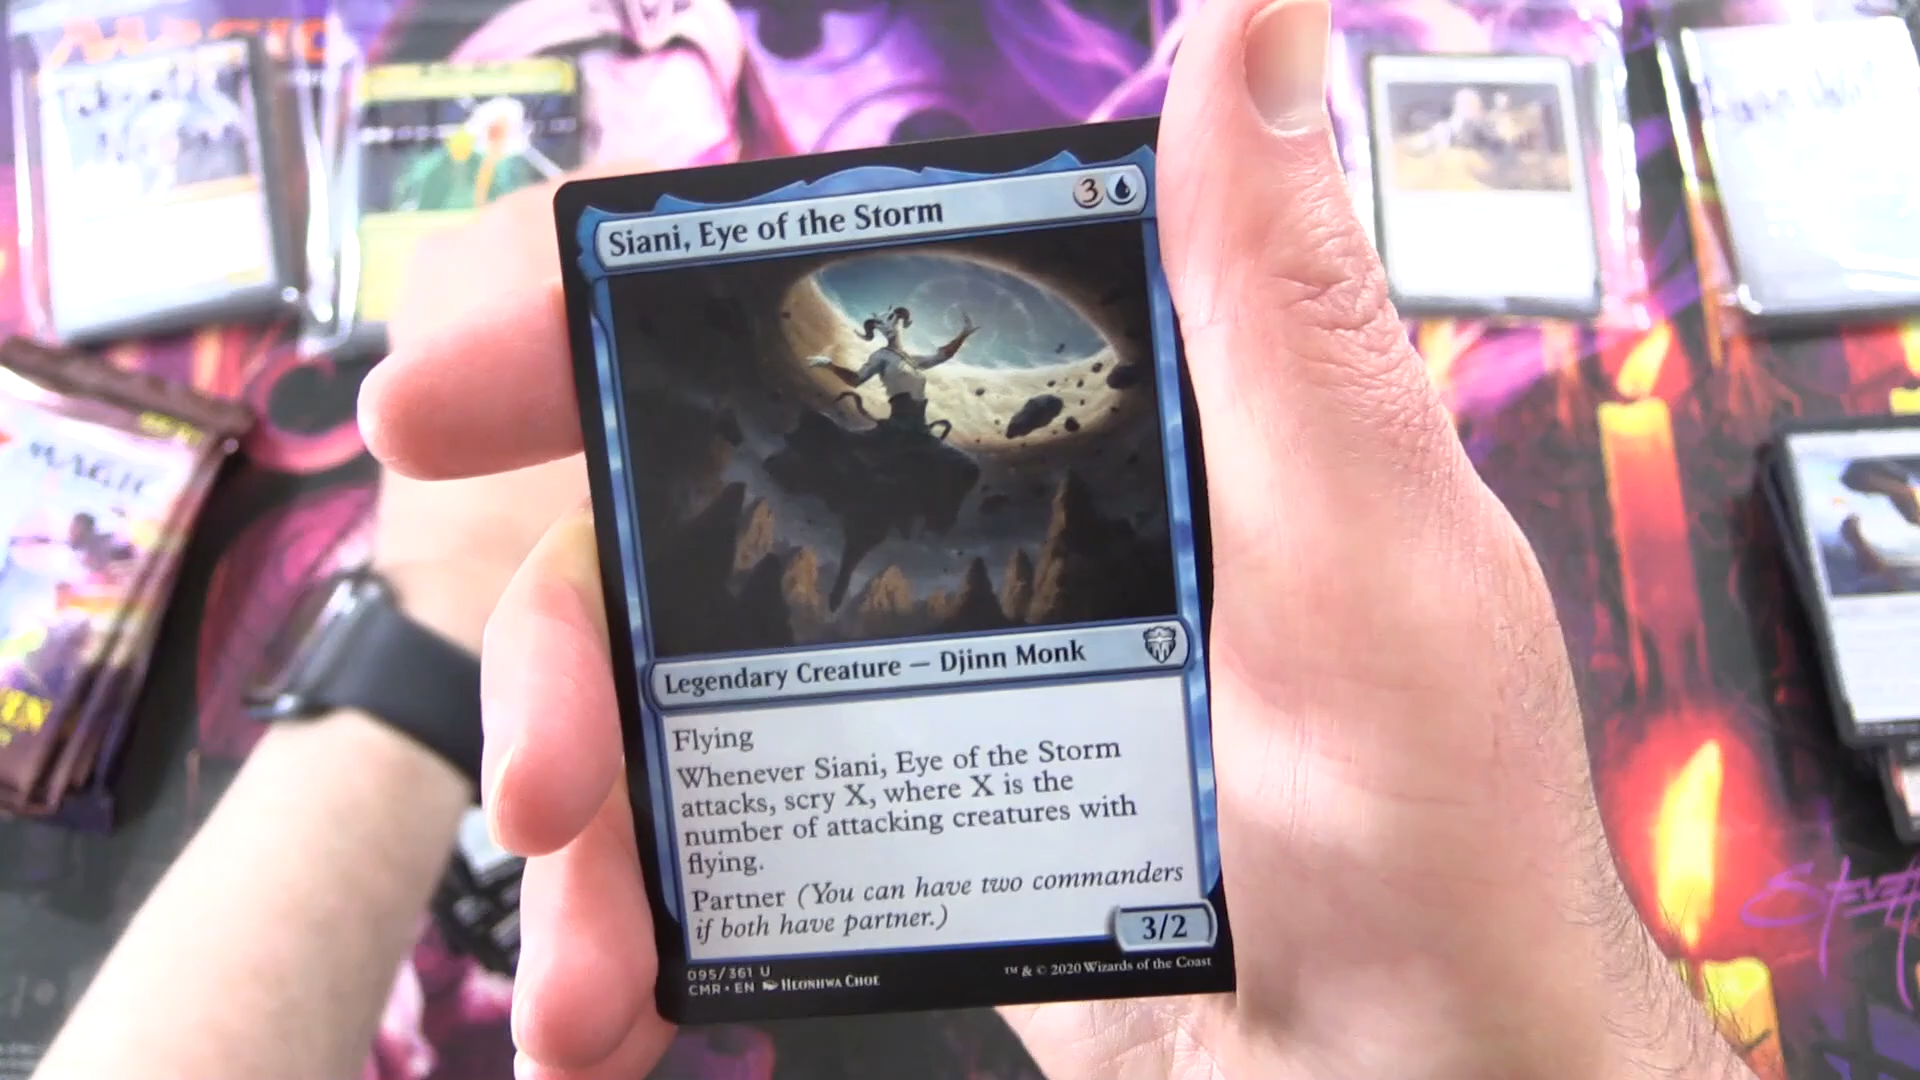 MAGIC
Siani, Eye of the Storm
3
Legendary Creature — Djinn Monk
Flying
Whenever Siani, Eye of the Storm
attacks, scry X, where X is the
number of attacking creatures with
flying.
Partner (You can have two commanders
if both have partner.)
3/2
095/361 U
CMR • EN HEONHWA CHOE
™ & © 2020 Wizards of the Coast
MAGIC